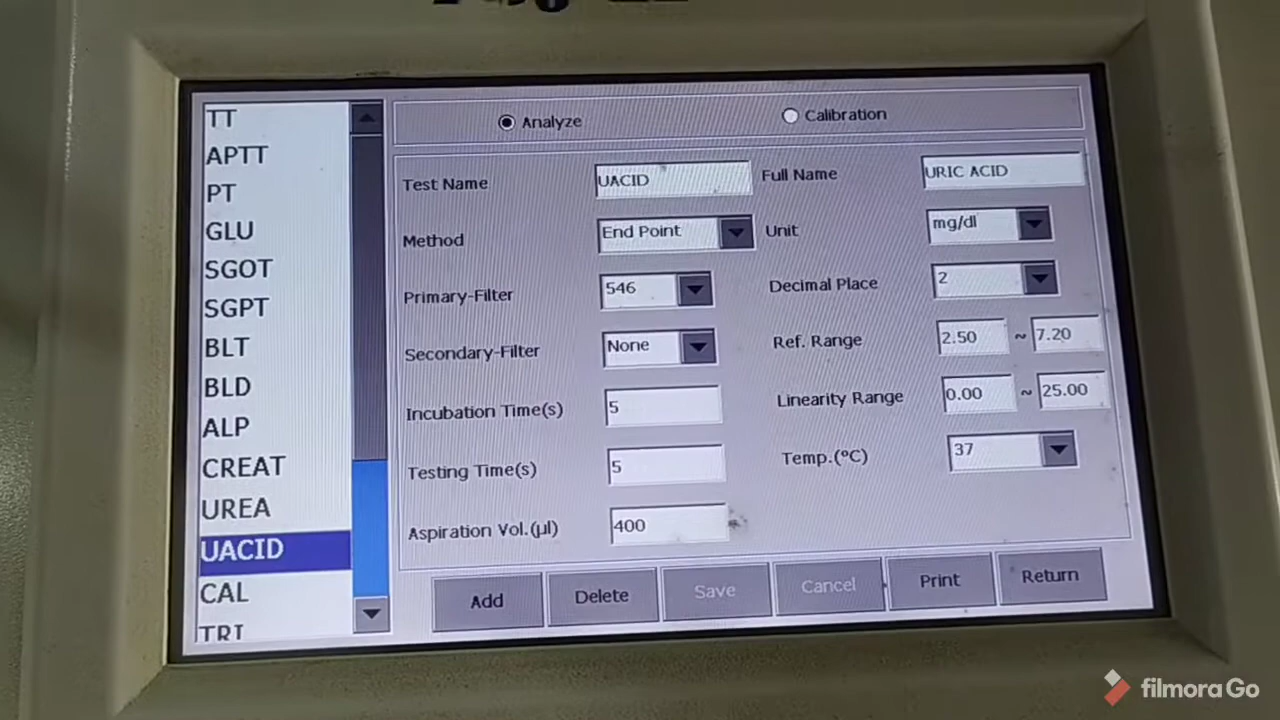 TT
APTT
PT
GLU
SGOT
SGPT
BLT
BLD
ALP
CREAT
UREA
UACID
CAL
TRI
Analyze Calibration
Test Name UACID Full Name URIC ACID
Method End Point Unit mg/dl
Primary-Filter 546 Decimal Place 2
Secondary-Filter None Ref. Range 2.50 ~ 7.20
Incubation Time(s) 5 Linearity Range 0.00 ~ 25.00
Testing Time(s) 5 Temp.(ºC) 37
Aspiration Vol.(µl) 400
Add Delete Save Cancel Print Return
filmora Go